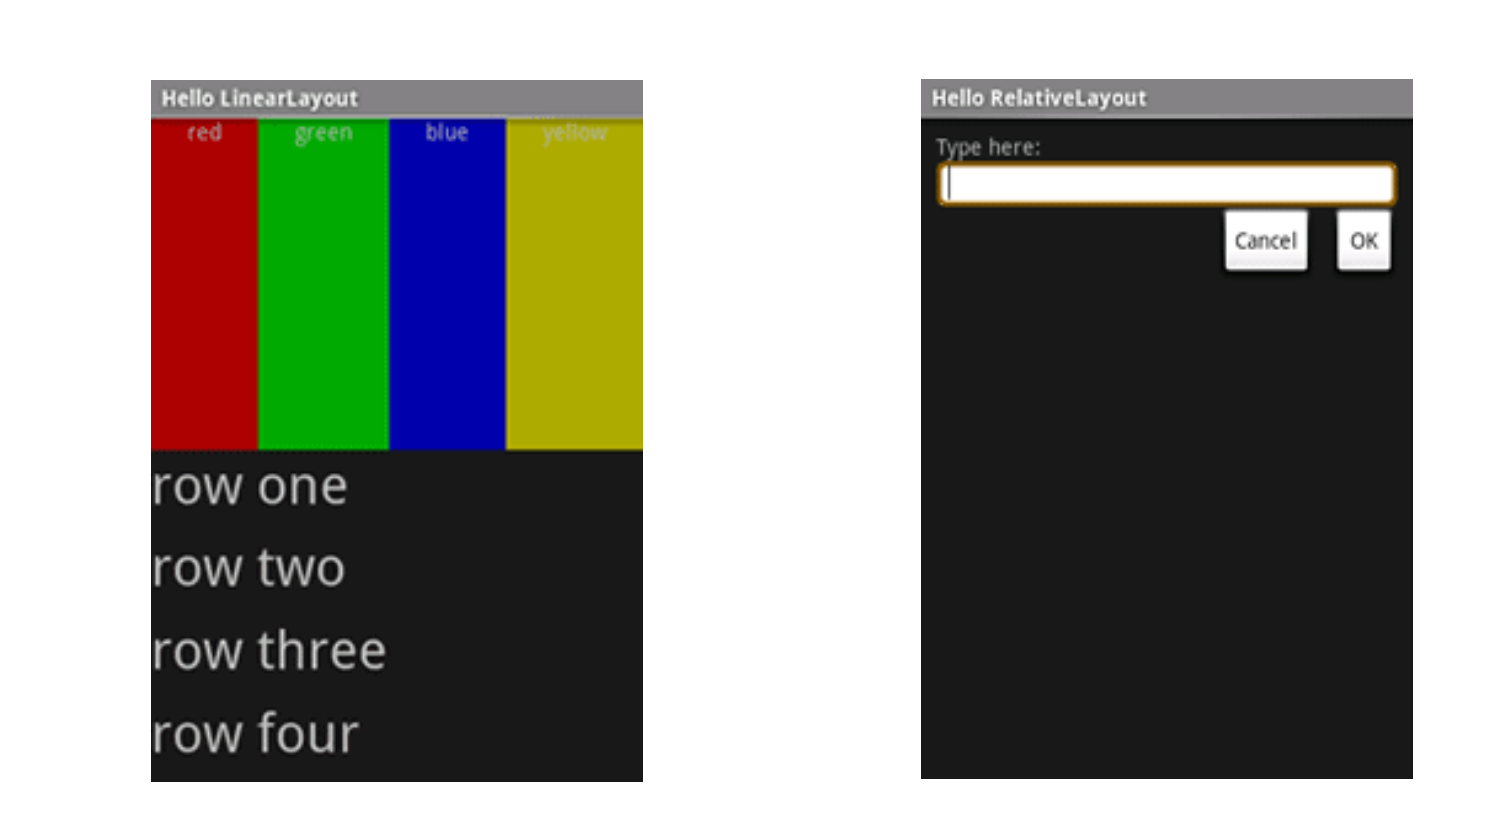 Hello LinearLayout
red green blue yellow
row one
row two
row three
row four
Hello RelativeLayout
Type here:
Cancel OK